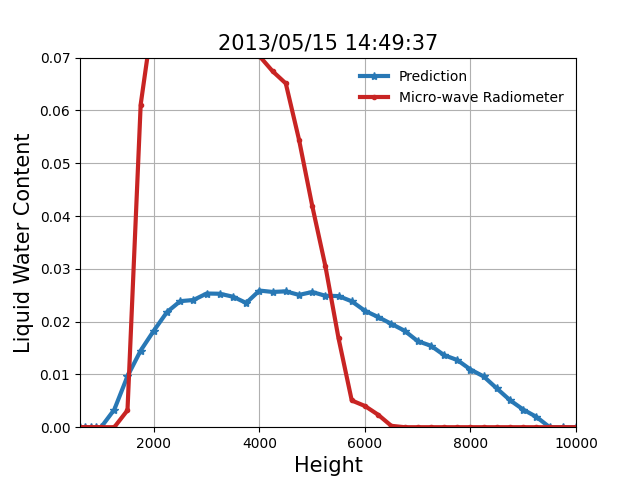 2013/05/15 14:49:37
0.07
0.06
0.05
0.04
0.03
0.02
0.01
0.00
Liquid Water Content
Prediction
Micro-wave Radiometer
2000 4000 6000 8000 10000
Height